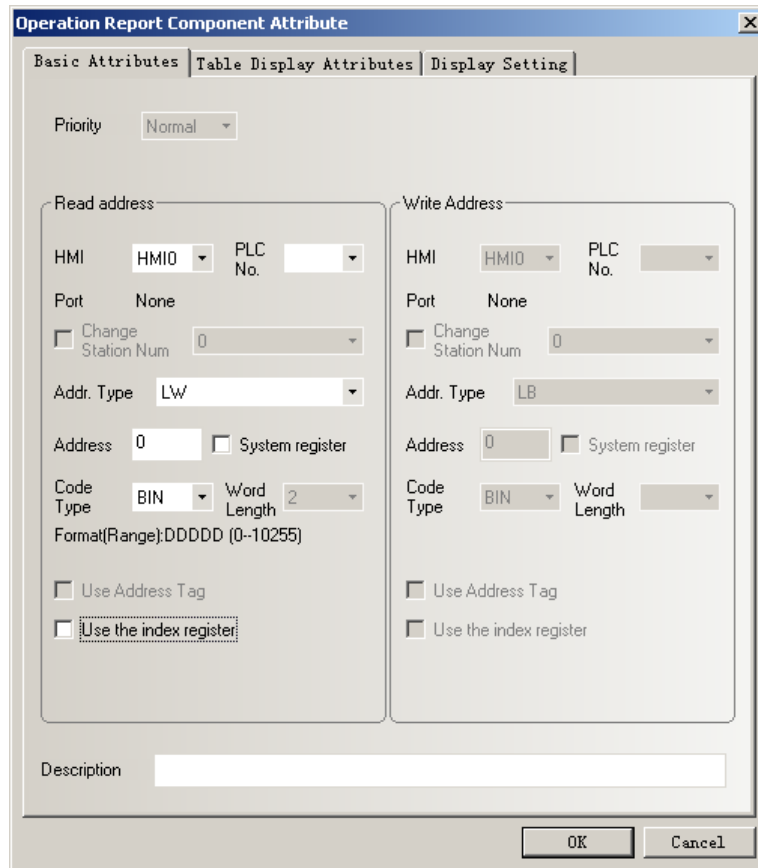 Operation Report Component Attribute
Basic Attributes Table Display Attributes Display Setting
Priority Normal
Read address
HMI HMI0 PLC No.
Port None
Change Station Num 0
Addr. Type LW
Address 0 System register
Code Type BIN Word Length 2
Format(Range):DDDDD (0--10255)
Use Address Tag
Use the index register
Write Address
HMI HMI0 PLC No.
Port None
Change Station Num 0
Addr. Type LB
Address 0 System register
Code Type BIN Word Length
Use Address Tag
Use the index register
Description
OK Cancel